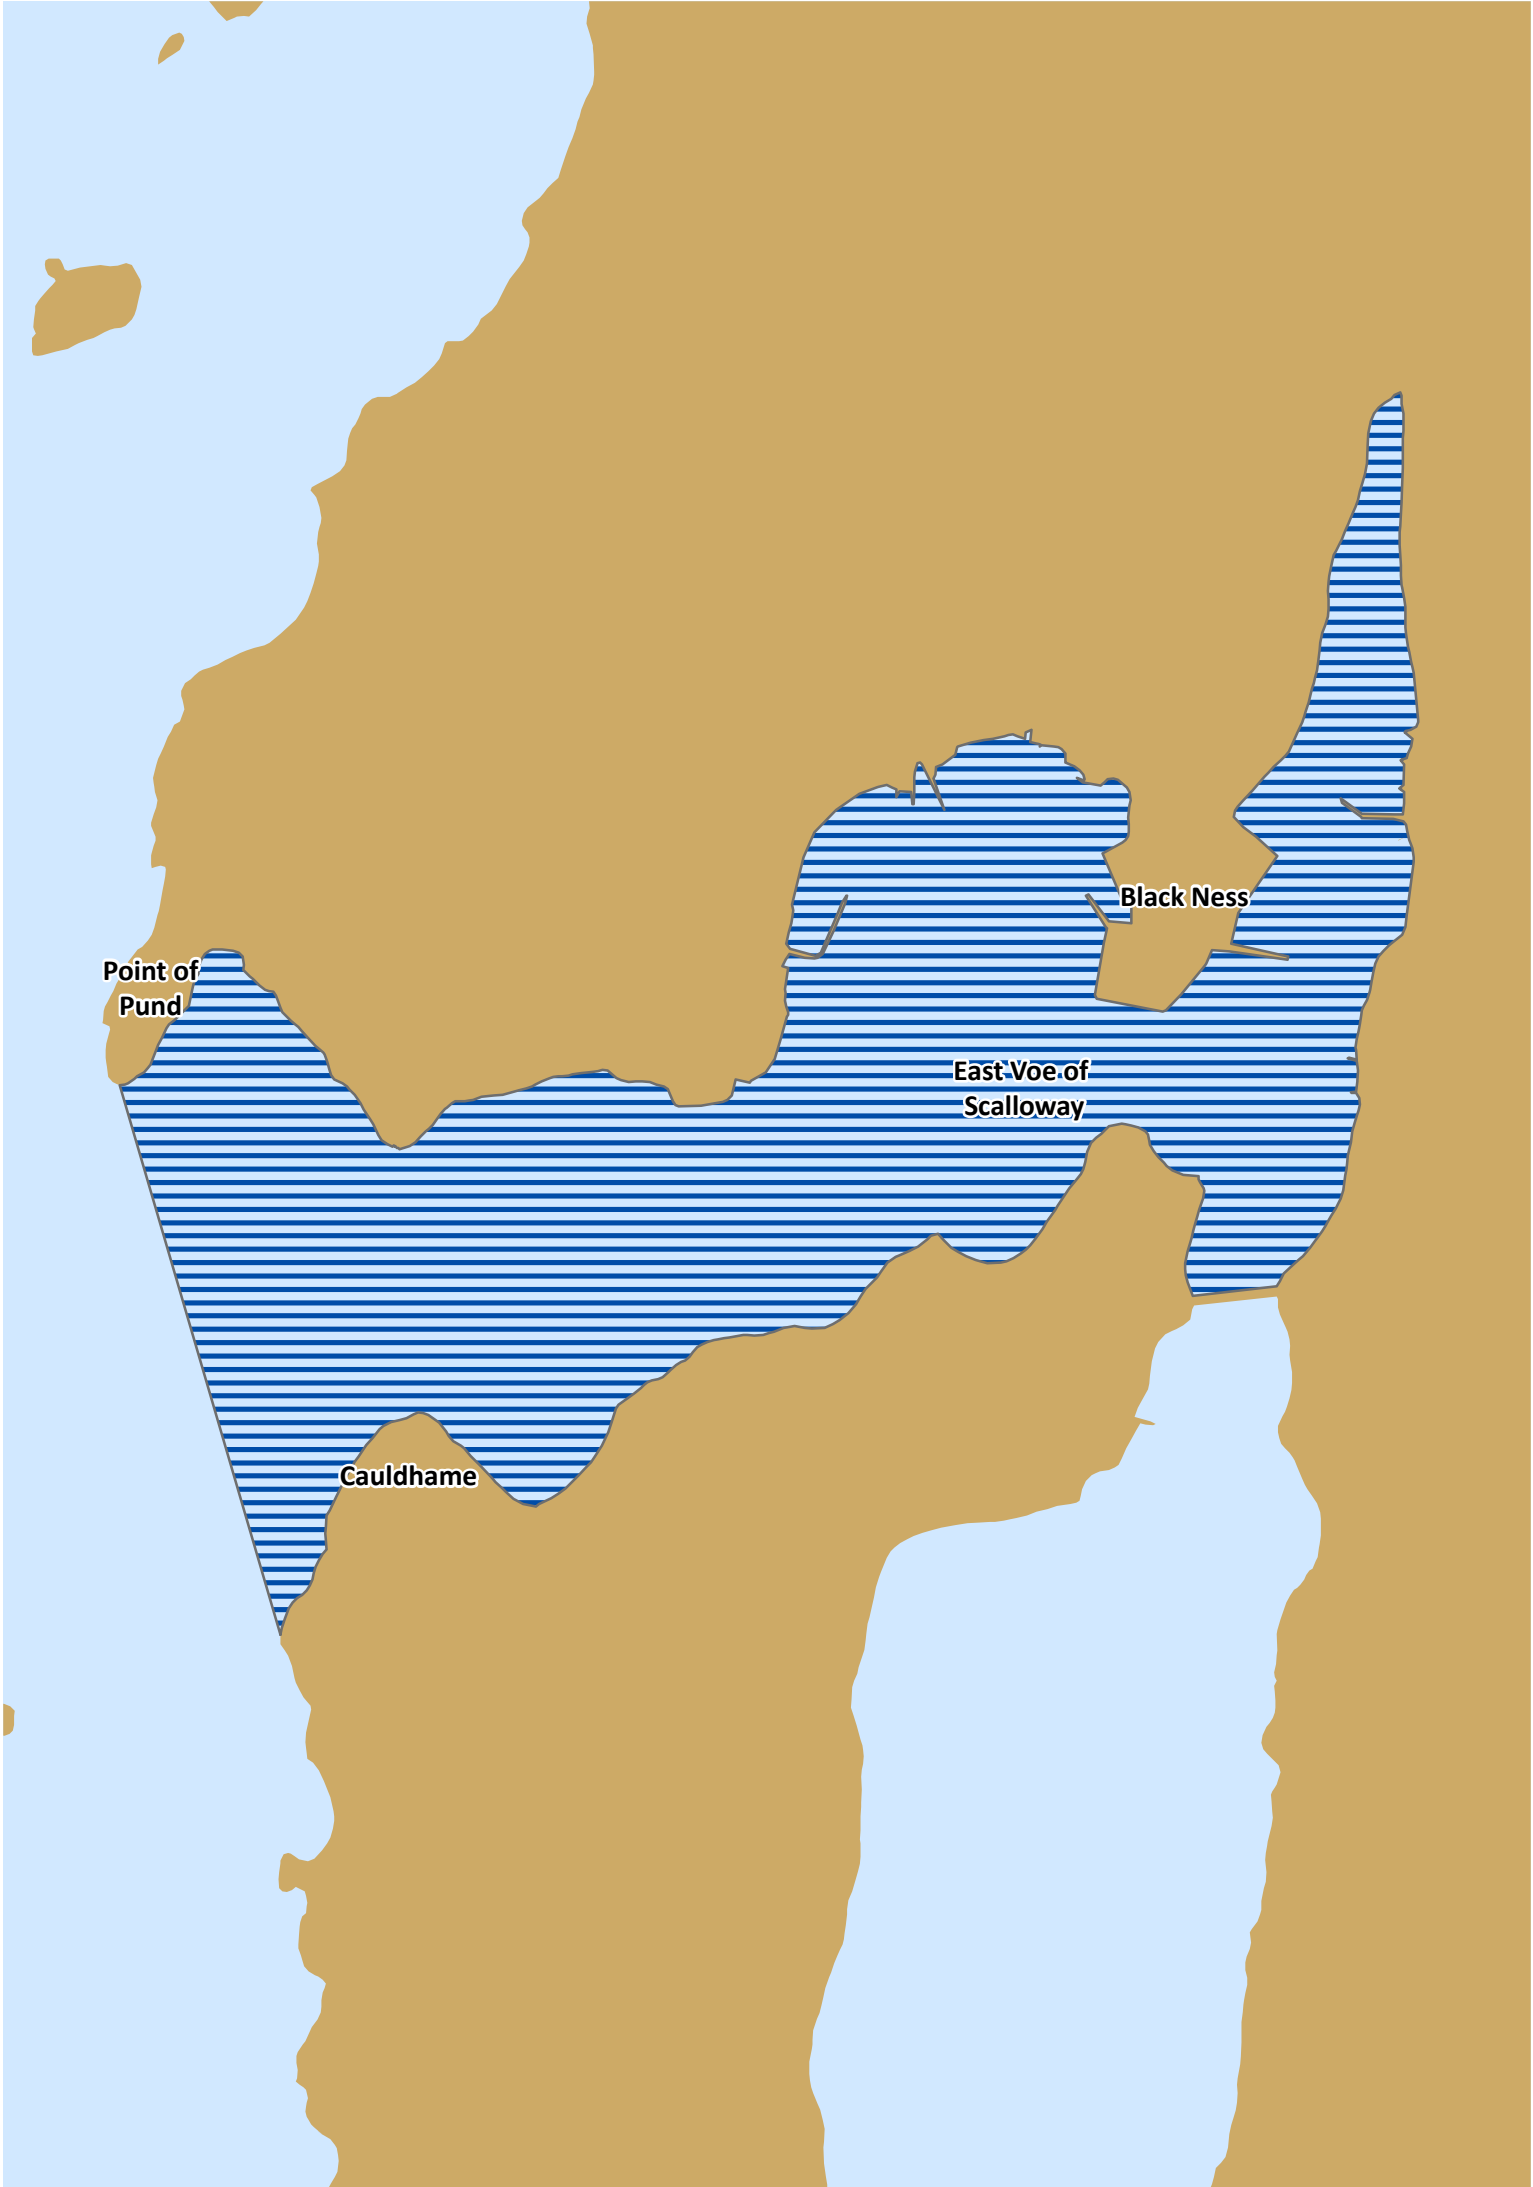 Black Ness
Point of
Pund
East Voe of
Scalloway
Cauldhame